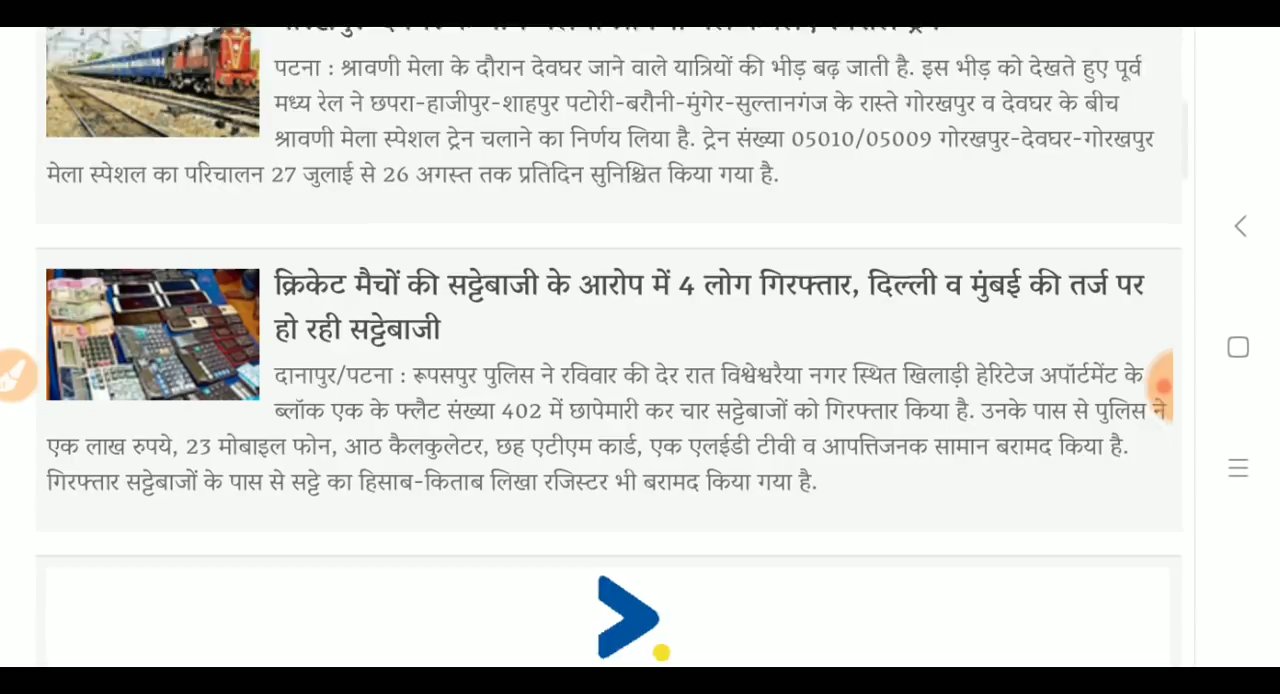 पटना : श्रावणी मेला के दौरान देवघर जाने वाले यात्रियों की भीड़ बढ़ जाती है. इस भीड़ को देखते हुए पूर्व
मध्य रेल ने छपरा-हाजीपुर-शाहपुर पटोरी-बरौनी-मुंगेर-सुल्तानगंज के रास्ते गोरखपुर व देवघर के बीच
श्रावणी मेला स्पेशल ट्रेन चलाने का निर्णय लिया है. ट्रेन संख्या 05010/05009 गोरखपुर-देवघर-गोरखपुर
मेला स्पेशल का परिचालन 27 जुलाई से 26 अगस्त तक प्रतिदिन सुनिश्चित किया गया है.
क्रिकेट मैचों की सट्टेबाजी के आरोप में 4 लोग गिरफ्तार, दिल्ली व मुंबई की तर्ज पर
हो रही सट्टेबाजी
दानापुर/पटना : रूपसपुर पुलिस ने रविवार की देर रात विश्वेश्वरैया नगर स्थित खिलाड़ी हेरिटेज अपॉर्टमेंट के
ब्लॉक एक के फ्लैट संख्या 402 में छापेमारी कर चार सट्टेबाजों को गिरफ्तार किया है. उनके पास से पुलिस ने
एक लाख रुपये, 23 मोबाइल फोन, आठ कैलकुलेटर, छह एटीएम कार्ड, एक एलईडी टीवी व आपत्तिजनक सामान बरामद किया है.
गिरफ्तार सट्टेबाजों के पास से सट्टे का हिसाब-किताब लिखा रजिस्टर भी बरामद किया गया है.